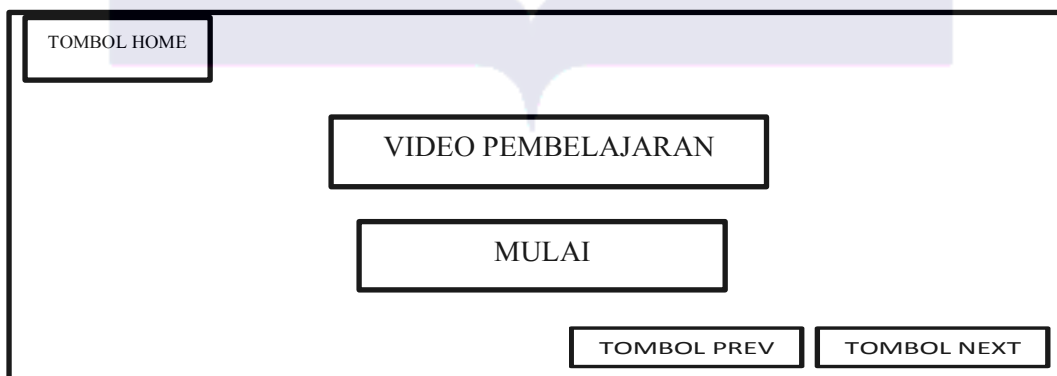 TOMBOL HOME
VIDEO PEMBELAJARAN
MULAI
TOMBOL PREV
TOMBOL NEXT